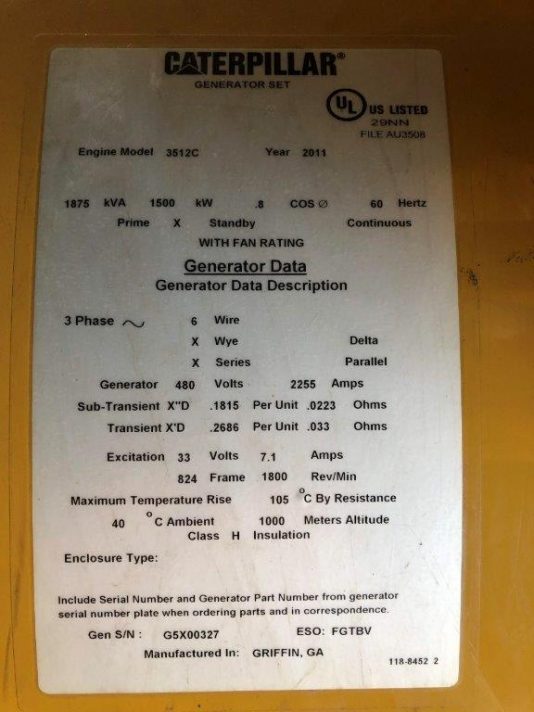 CATERPILLAR®
GENERATOR SET
UL US LISTED
29NN
FILE AU3508
Engine Model 3512C Year 2011
1875 kVA 1500 kW .8 COS Ø 60 Hertz
Prime X Standby Continuous
WITH FAN RATING
Generator Data
Generator Data Description
3 Phase ~ 6 Wire
X Wye Delta
X Series Parallel
Generator 480 Volts 2255 Amps
Sub-Transient X"D .1815 Per Unit .0223 Ohms
Transient X'D .2686 Per Unit .033 Ohms
Excitation 33 Volts 7.1 Amps
824 Frame 1800 Rev/Min
Maximum Temperature Rise 105 °C By Resistance
40 °C Ambient 1000 Meters Altitude
Class H Insulation
Enclosure Type:
Include Serial Number and Generator Part Number from generator
serial number plate when ordering parts and in correspondence.
Gen S/N : G5X00327 ESO: FGTBV
Manufactured In: GRIFFIN, GA
118-8452 2